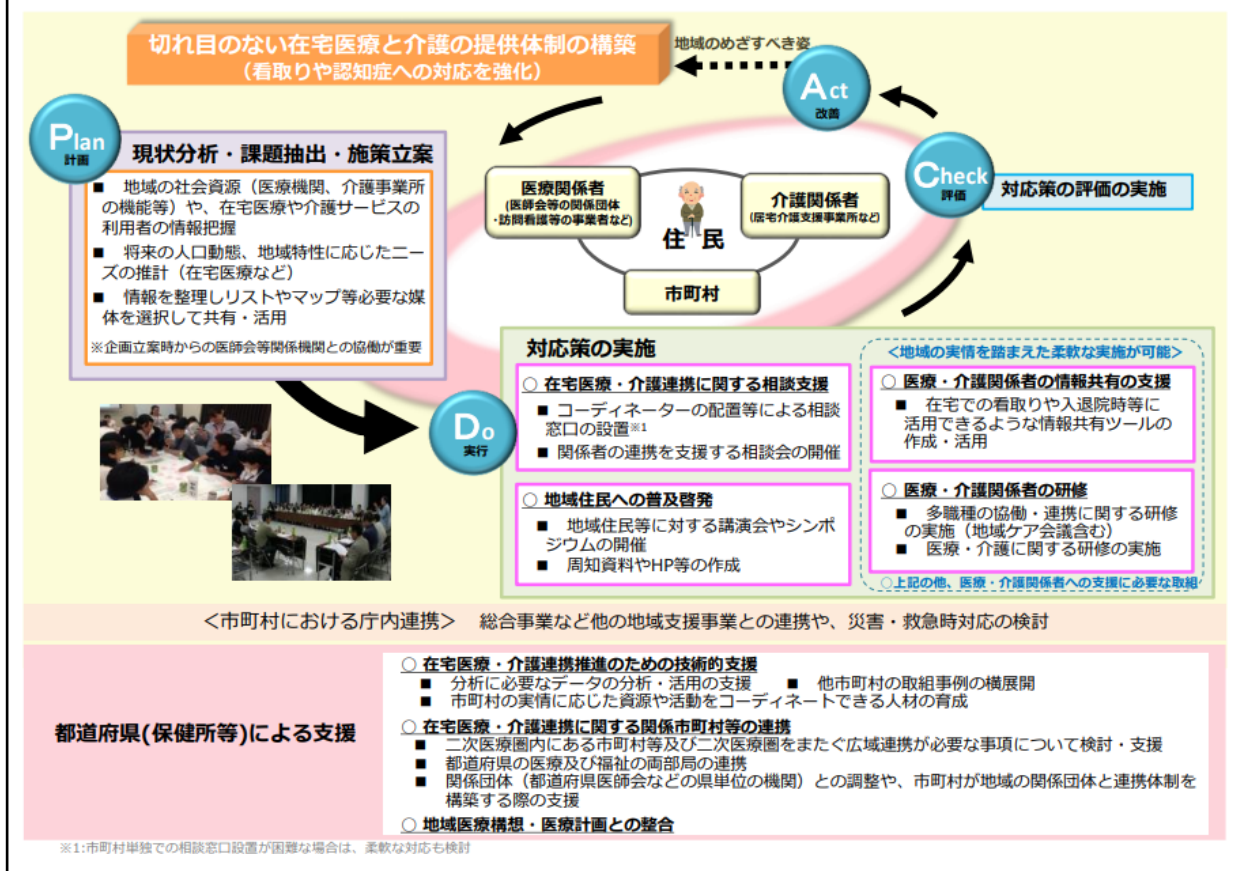 切れ目のない在宅医療と介護の提供体制の構築
（看取りや認知症への対応を強化）
地域のめざすべき姿
Act
改善
Plan
計画
現状分析・課題抽出・施策立案
■ 地域の社会資源（医療機関、介護事業所
の機能等）や、在宅医療や介護サービスの
利用者の情報把握
■ 将来の人口動態、地域特性に応じたニー
ズの推計（在宅医療など）
■ 情報を整理しリストやマップ等必要な媒
体を選択して共有・活用
※企画立案時からの医師会等関係機関との協働が重要
医療関係者
(医師会等の関係団体
・訪問看護等の事業者など)
介護関係者
(居宅介護支援事業所など)
住民
市町村
Check
評価
対応策の評価の実施
Do
実行
対応策の実施
○ 在宅医療・介護連携に関する相談支援
■ コーディネーターの配置等による相談
窓口の設置※1
■ 関係者の連携を支援する相談会の開催
○ 地域住民への普及啓発
■ 地域住民等に対する講演会やシンポ
ジウムの開催
■ 周知資料やHP等の作成
＜地域の実情を踏まえた柔軟な実施が可能＞
○ 医療・介護関係者の情報共有の支援
■ 在宅での看取りや入退院時等に
活用できるような情報共有ツールの
作成・活用
○ 医療・介護関係者の研修
■ 多職種の協働・連携に関する研修
の実施（地域ケア会議含む）
■ 医療・介護に関する研修の実施
○上記の他、医療・介護関係者への支援に必要な取組
＜市町村における庁内連携＞ 総合事業など他の地域支援事業との連携や、災害・救急時対応の検討
都道府県(保健所等)による支援
○ 在宅医療・介護連携推進のための技術的支援
■ 分析に必要なデータの分析・活用の支援 ■ 他市町村の取組事例の横展開
■ 市町村の実情に応じた資源や活動をコーディネートできる人材の育成
○ 在宅医療・介護連携に関する関係市町村等の連携
■ 二次医療圏内にある市町村等及び二次医療圏をまたぐ広域連携が必要な事項について検討・支援
■ 都道府県の医療及び福祉の両部局の連携
■ 関係団体（都道府県医師会などの県単位の機関）との調整や、市町村が地域の関係団体と連携体制を
構築する際の支援
○ 地域医療構想・医療計画との整合
※1:市町村単独での相談窓口設置が困難な場合は、柔軟な対応も検討